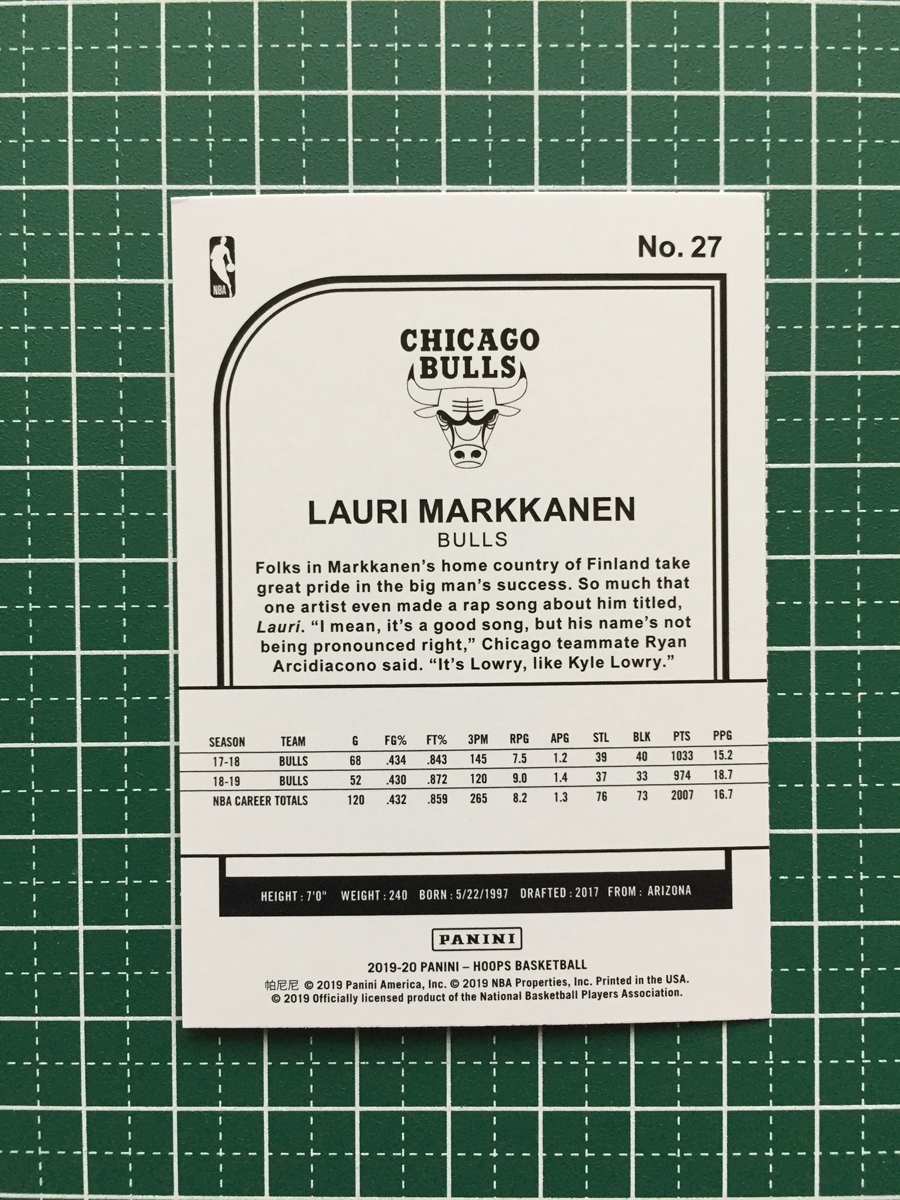 No. 27
NBA
CHICAGO
BULLS
LAURI MARKKANEN
BULLS
Folks in Markkanen's home country of Finland take
great pride in the big man's success. So much that
one artist even made a rap song about him titled,
Lauri. “I mean, it's a good song, but his name's not
being pronounced right,” Chicago teammate Ryan
Arcidiacono said. “It's Lowry, like Kyle Lowry.”
SEASON TEAM G FG% FT% 3PM RPG APG STL BLK PTS PPG
17-18 BULLS 68 .434 .843 145 7.5 1.2 39 40 1033 15.2
18-19 BULLS 52 .430 .872 120 9.0 1.4 37 33 974 18.7
NBA CAREER TOTALS 120 .432 .859 265 8.2 1.3 76 73 2007 16.7
HEIGHT: 7'0" WEIGHT: 240 BORN: 5/22/1997 DRAFTED: 2017 FROM: ARIZONA
PANINI
2019-20 PANINI – HOOPS BASKETBALL
帕尼尼 © 2019 Panini America, Inc. © 2019 NBA Properties, Inc. Printed in the USA.
© 2019 Officially licensed product of the National Basketball Players Association.